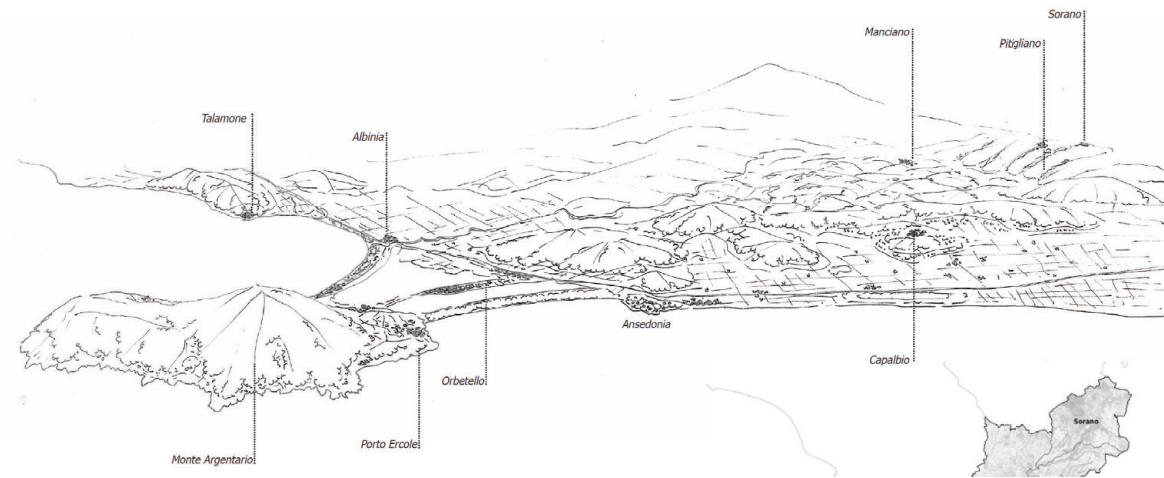 Sorano
Manciano
Pitigliano
Talamone
Albinia
Ansedonia
Capalbio
Orbetello
Porto Ercole
Monte Argentario
Sorano